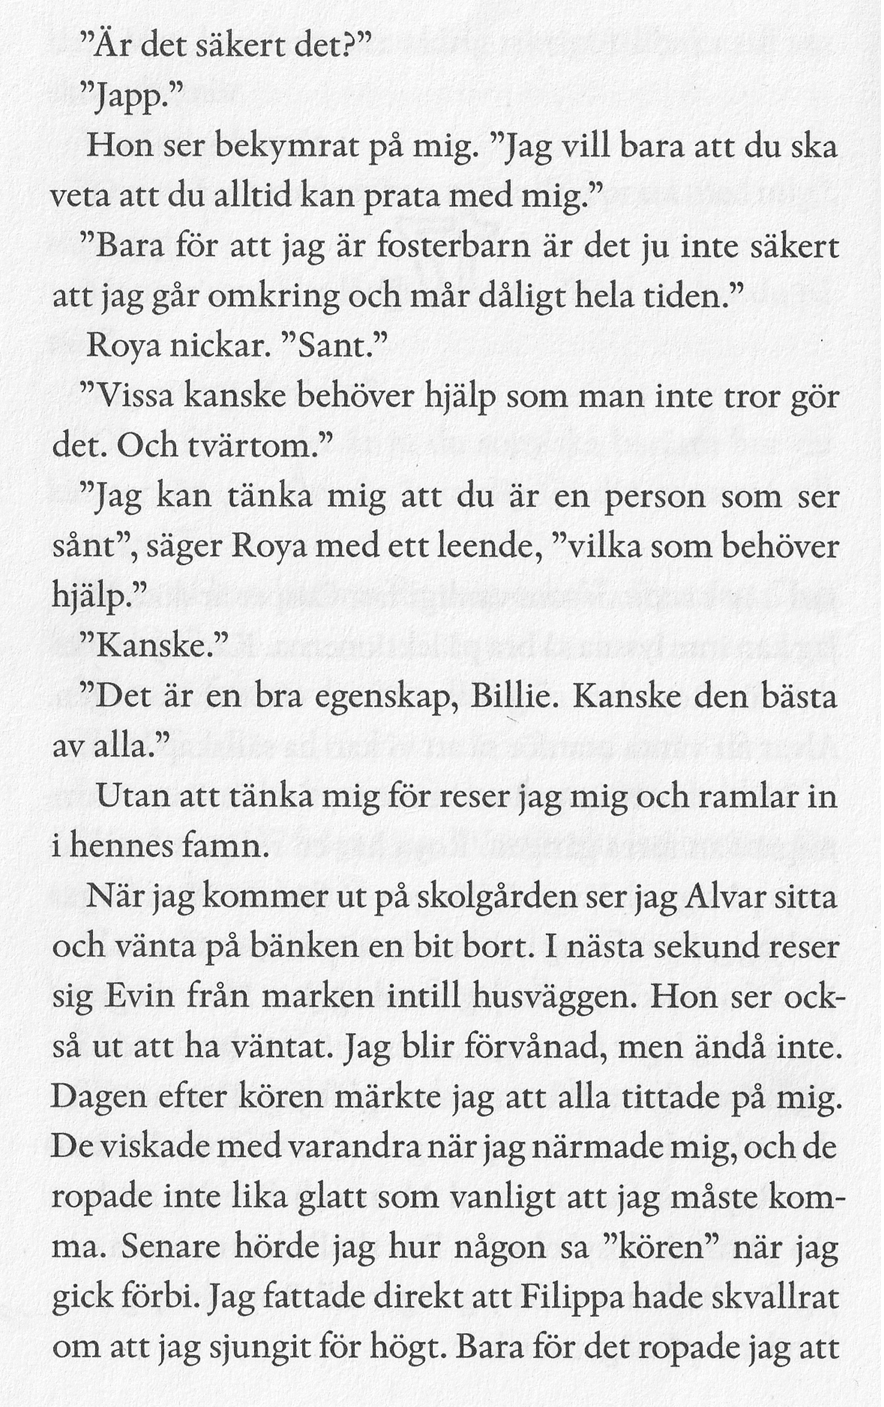 ”Är det säkert det?”
”Japp.”
Hon ser bekymrat på mig. ”Jag vill bara att du ska
veta att du alltid kan prata med mig.”
”Bara för att jag är fosterbarn är det ju inte säkert
att jag går omkring och mår dåligt hela tiden.”
Roya nickar. ”Sant.”
”Vissa kanske behöver hjälp som man inte tror gör
det. Och tvärtom.”
”Jag kan tänka mig att du är en person som ser
sånt”, säger Roya med ett leende, ”vilka som behöver
hjälp.”
”Kanske.”
”Det är en bra egenskap, Billie. Kanske den bästa
av alla.”
Utan att tänka mig för reser jag mig och ramlar in
i hennes famn.
När jag kommer ut på skolgården ser jag Alvar sitta
och vänta på bänken en bit bort. I nästa sekund reser
sig Evin från marken intill husväggen. Hon ser ock-
så ut att ha väntat. Jag blir förvånad, men ändå inte.
Dagen efter kören märkte jag att alla tittade på mig.
De viskade med varandra när jag närmade mig, och de
ropade inte lika glatt som vanligt att jag måste kom-
ma. Senare hörde jag hur någon sa ”kören” när jag
gick förbi. Jag fattade direkt att Filippa hade skvallrat
om att jag sjungit för högt. Bara för det ropade jag att